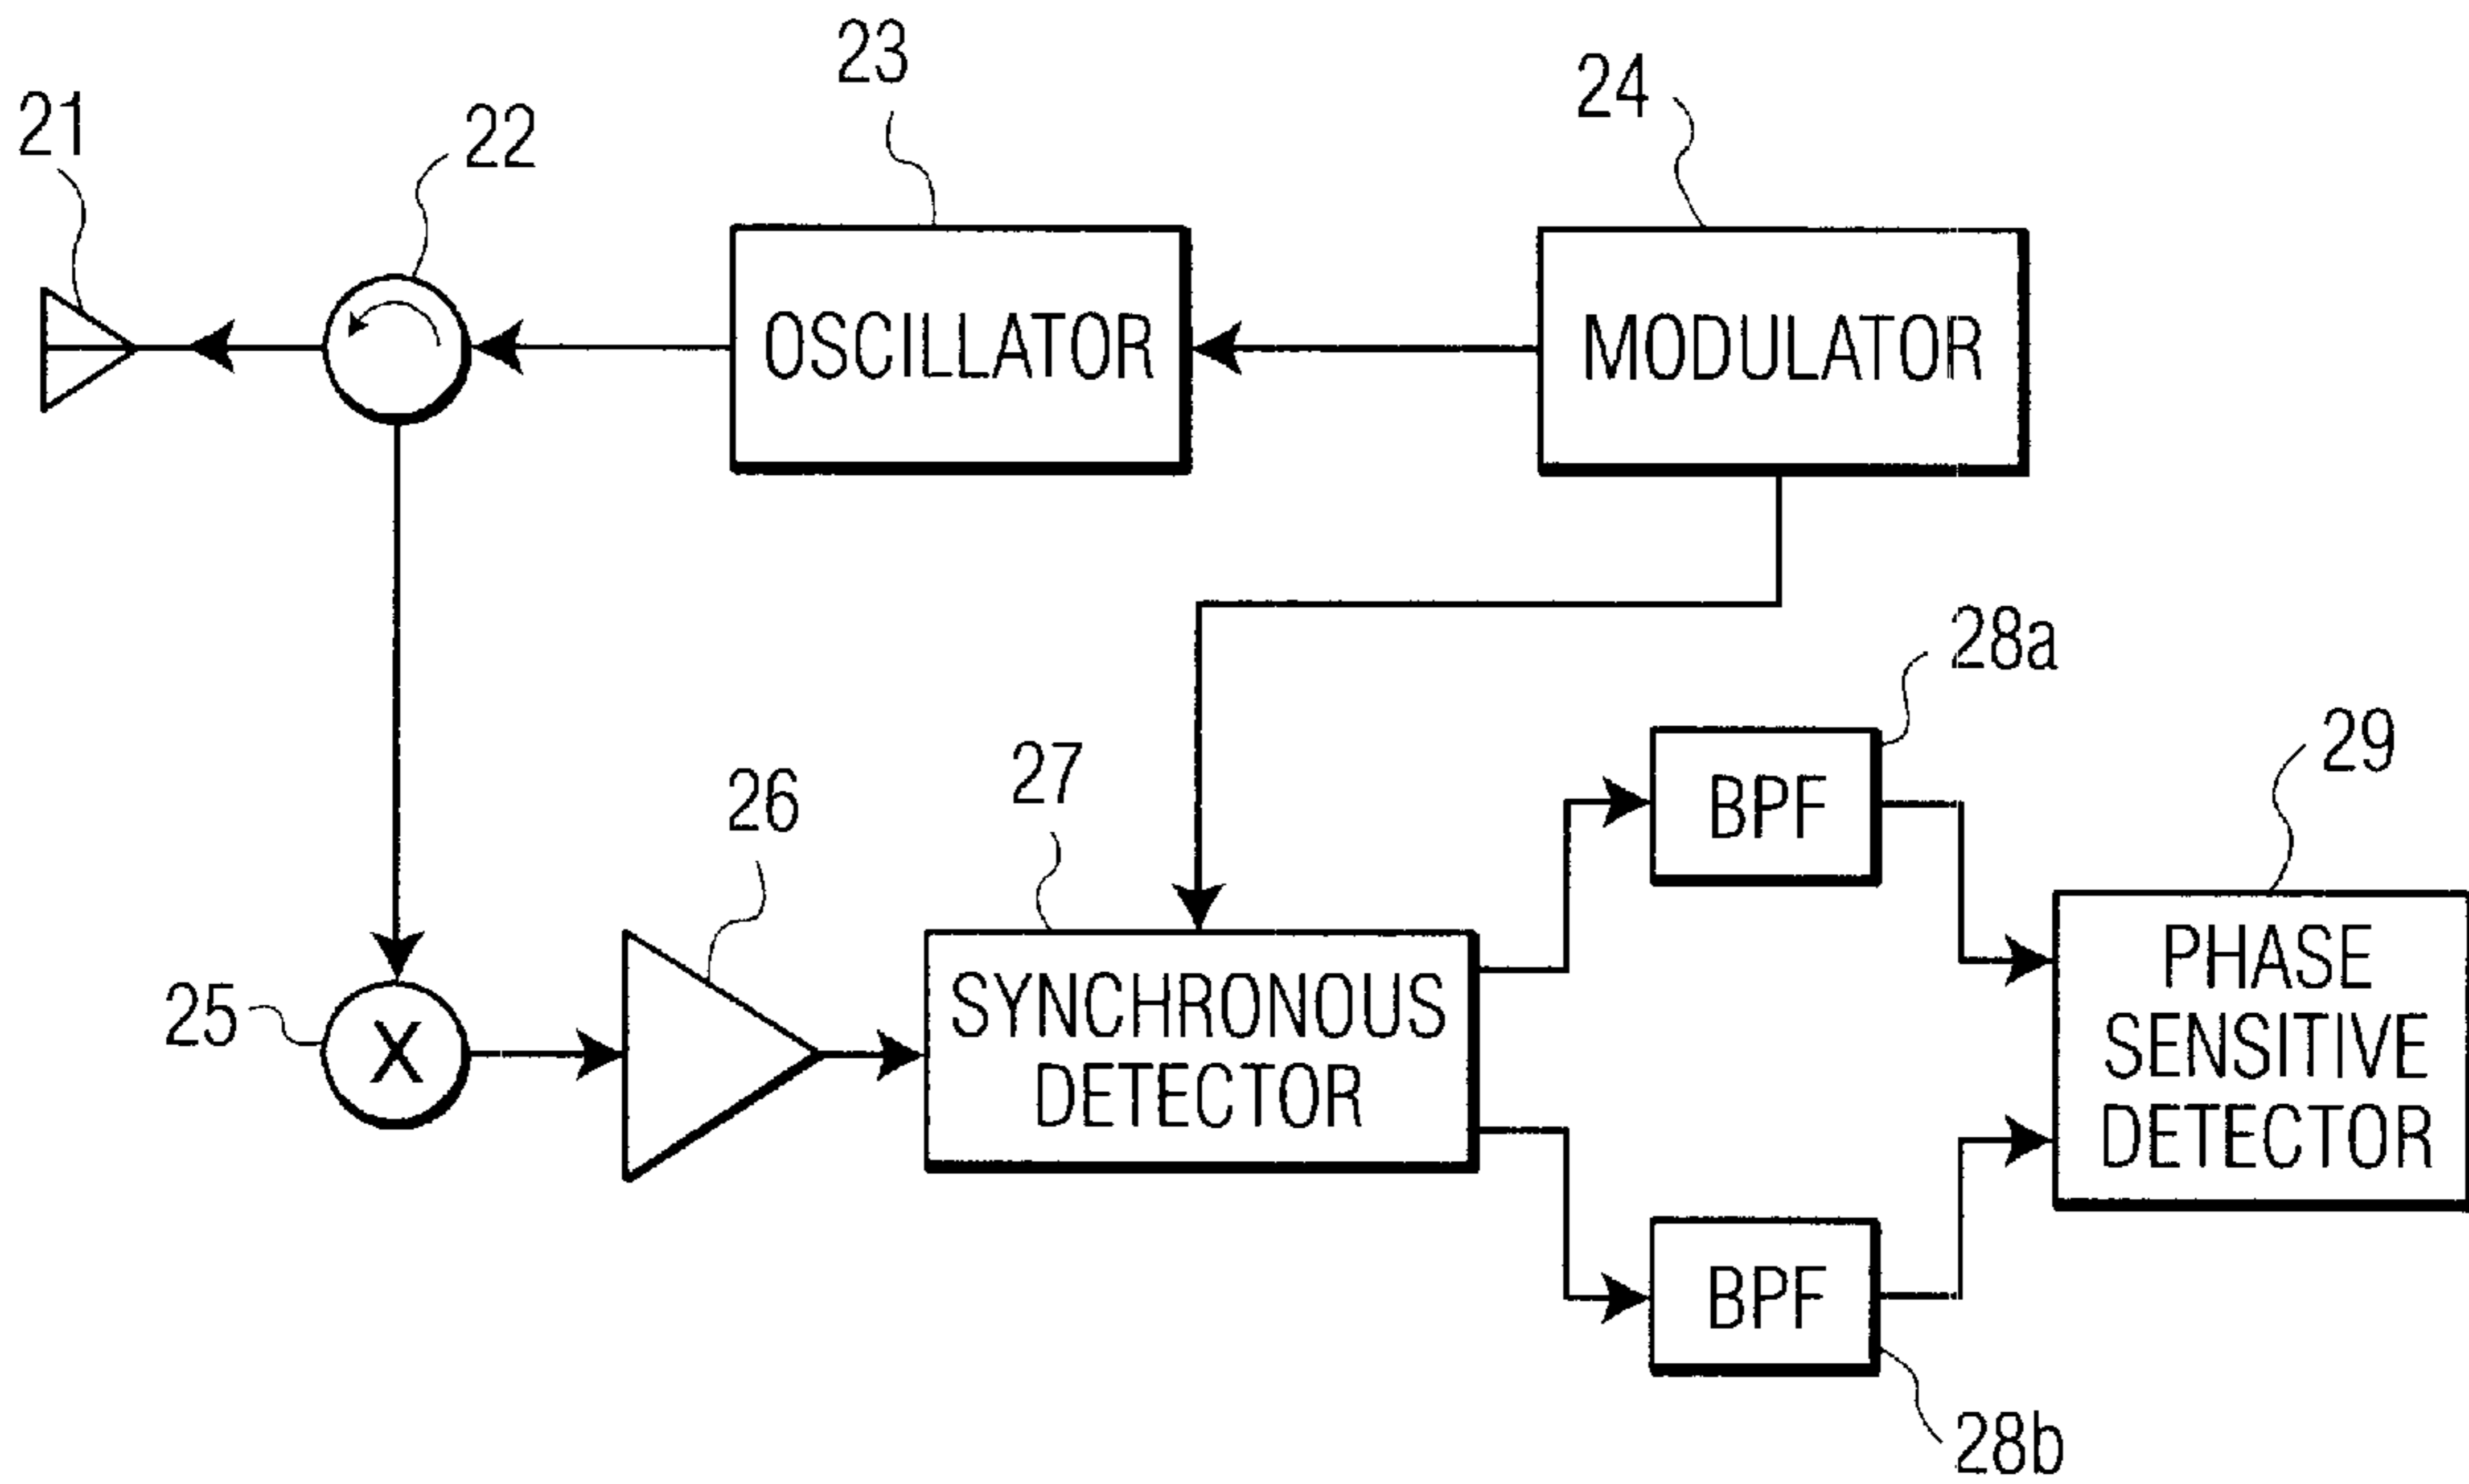 23
24
21
22
OSCILLATOR
MODULATOR
28a
29
27
26
BPF
PHASE
SENSITIVE
DETECTOR
SYNCHRONOUS
DETECTOR
25
X
BPF
28b